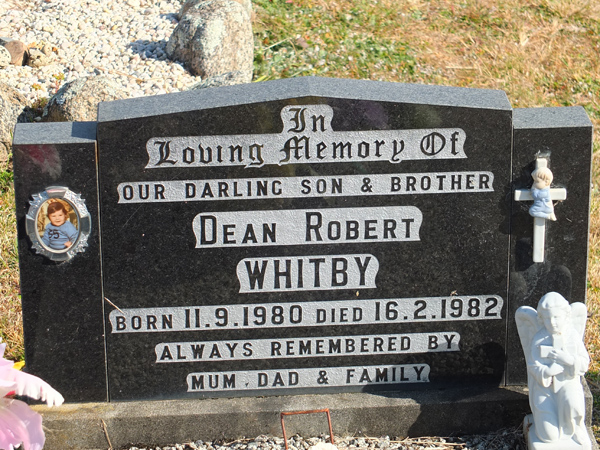 In
Loving Memory Of
OUR DARLING SON & BROTHER
DEAN ROBERT
WHITBY
BORN 11.9.1980 DIED 16.2.1982
ALWAYS REMEMBERED BY
MUM, DAD & FAMILY